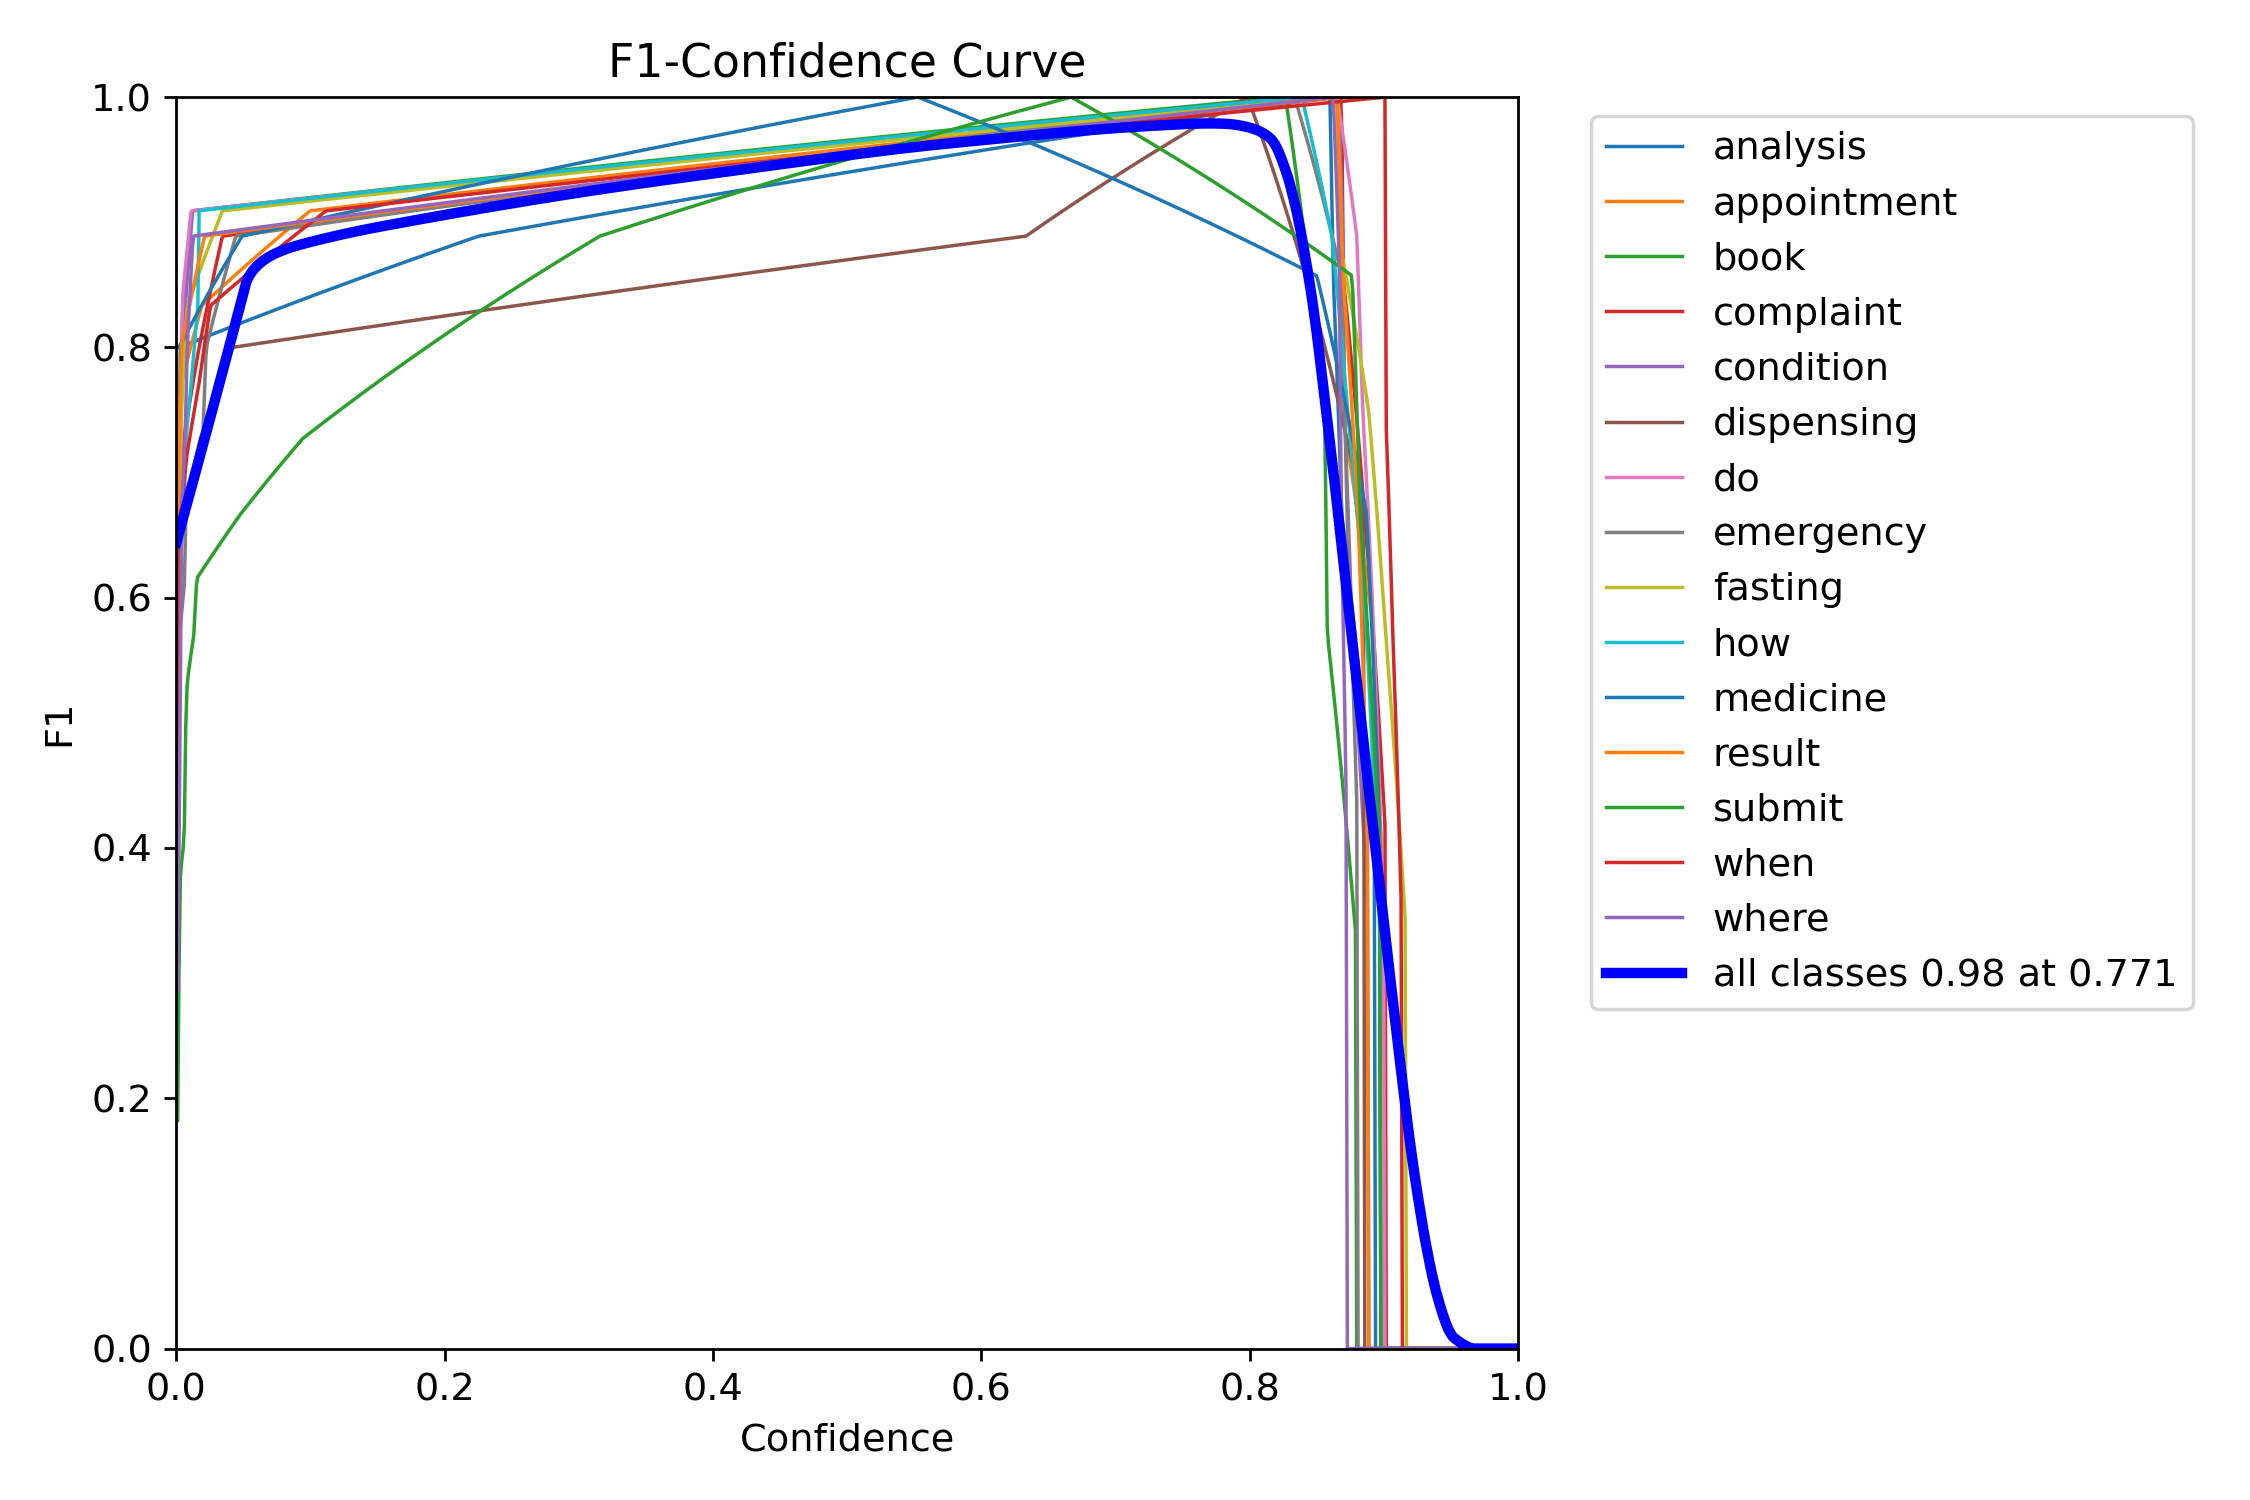 F1-Confidence Curve
1.0
0.8
0.6
0.4
0.2
0.0
F1
0.0 0.2 0.4 0.6 0.8 1.0
Confidence
analysis
appointment
book
complaint
condition
dispensing
do
emergency
fasting
how
medicine
result
submit
when
where
all classes 0.98 at 0.771